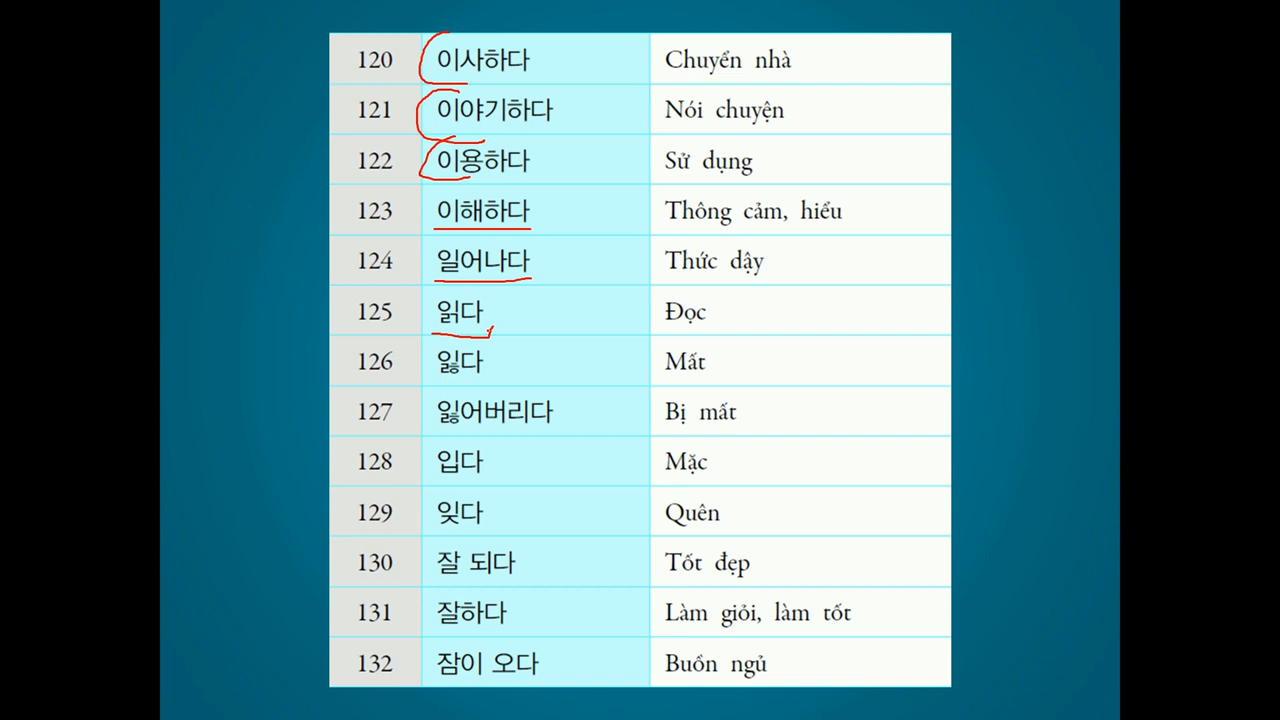 120 이사하다 Chuyển nhà
121 이야기하다 Nói chuyện
122 이용하다 Sử dụng
123 이해하다 Thông cảm, hiểu
124 일어나다 Thức dậy
125 읽다 Đọc
126 잃다 Mất
127 잃어버리다 Bị mất
128 입다 Mặc
129 잊다 Quên
130 잘 되다 Tốt đẹp
131 잘하다 Làm giỏi, làm tốt
132 잠이 오다 Buồn ngủ